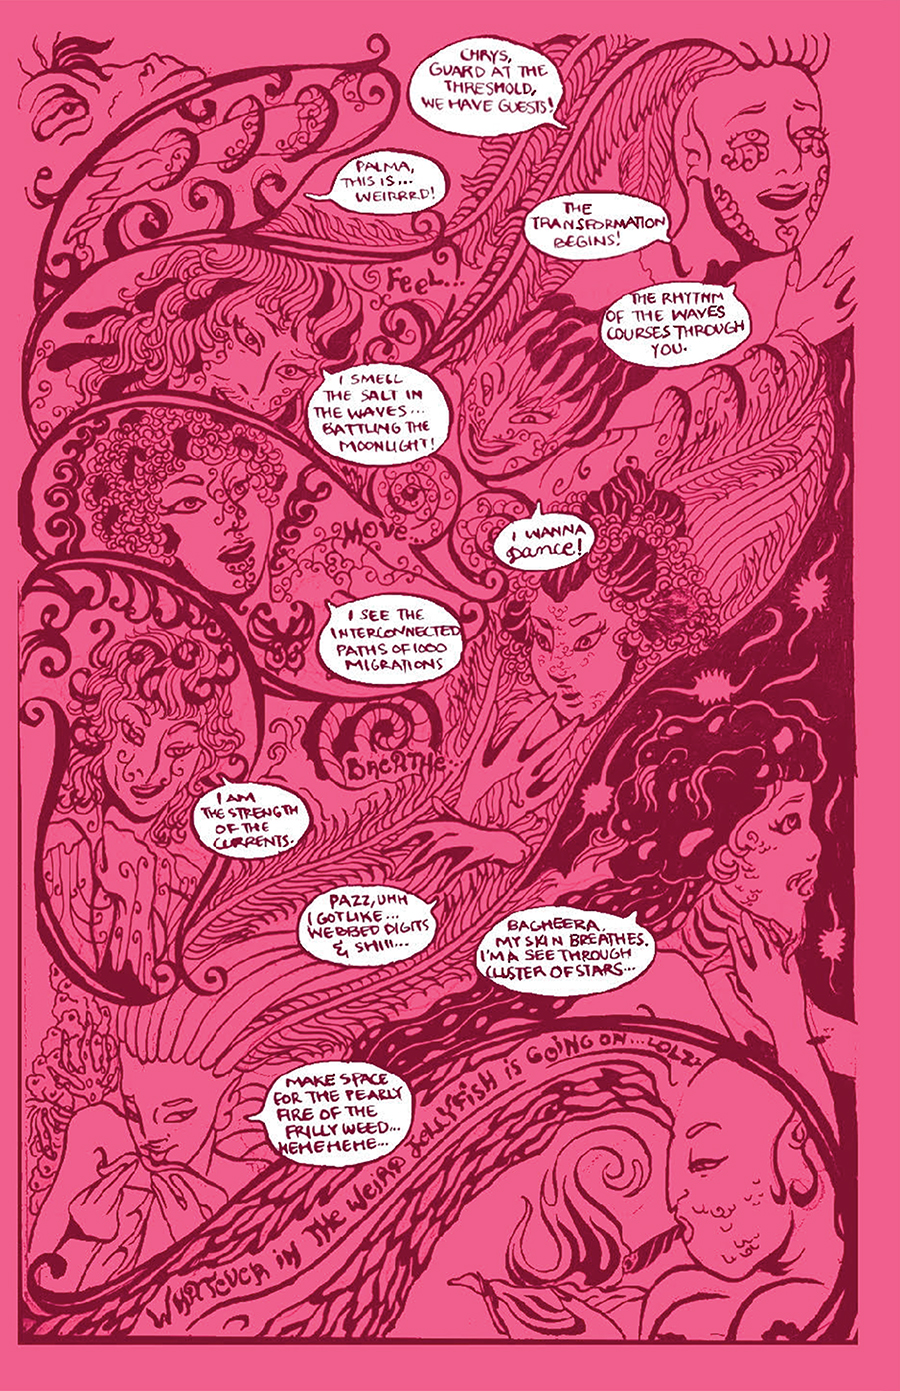 CHRYS,
GUARD AT THE
THRESHOLD,
WE HAVE GUESTS!
PALMA,
THIS IS...
WEIRRRD!
THE
TRANSFORMATION
BEGINS!
FEEL...
THE RHYTHM
OF THE WAVES
COURSES THROUGH
YOU.
I SMELL
THE SALT IN
THE WAVES...
BATTLING THE
MOONLIGHT!
MOVE...
I WANNA
Dance!
I SEE THE
INTERCONNECTED
PATHS OF 1000
MIGRATIONS
BREATHE...
I AM
THE STRENGTH
OF THE
CURRENTS.
PAZZ, UHH
I GOT LIKE...
WEBBED DIGITS
& SHIII...
BAGHEERA,
MY SKIN BREATHES.
I'M A SEE THROUGH
CLUSTER OF STARS...
MAKE SPACE
FOR THE PEARLY
FIRE OF THE
FRILLY WEED...
HEHEHEHE...
WHATEVER IN THE WEIRD JELLYFISH IS GOING ON... LOLZ!